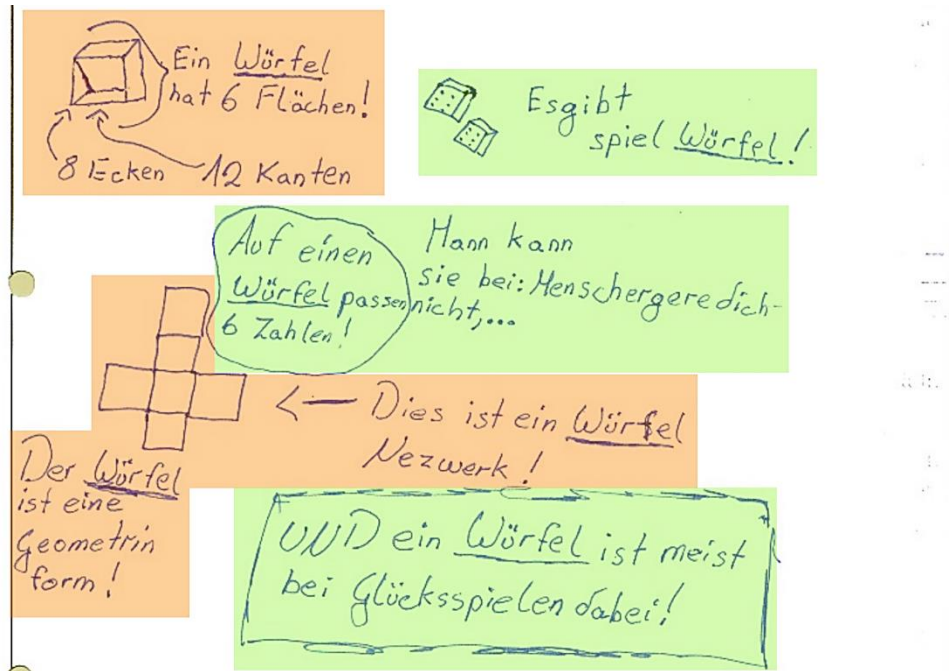 Ein Würfel
hat 6 Flächen!
8 Ecken 12 Kanten
Esgibt
spiel Würfel!
Auf einen
Würfel passen
6 Zahlen!
Mann kann
sie bei: Menschergeredich-
nicht,...
<— Dies ist ein Würfel
Nezwerk!
Der Würfel
ist eine
Geometrin
form!
UND ein Würfel ist meist
bei Glücksspielen dabei!